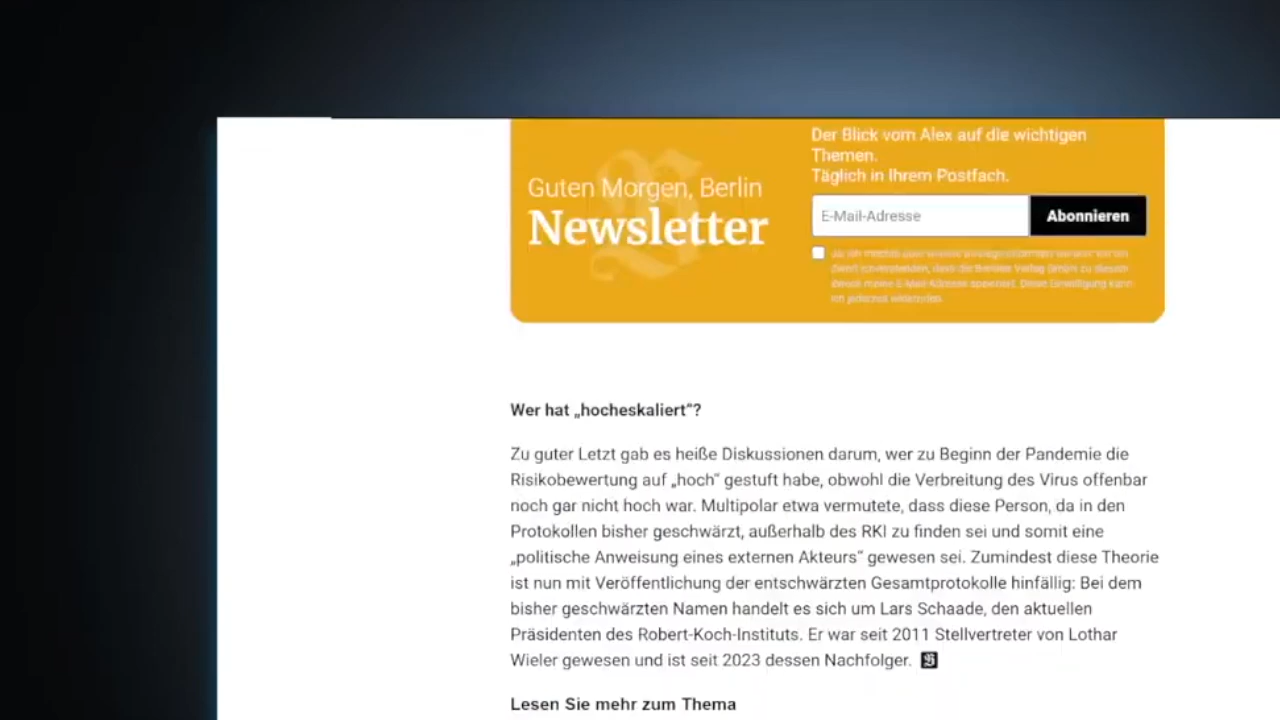 Der Blick vom Alex auf die wichtigen
Themen.
Täglich in Ihrem Postfach.
Guten Morgen, Berlin
Newsletter
E-Mail-Adresse
Abonnieren
Wer hat „hocheskaliert“?
Zu guter Letzt gab es heiße Diskussionen darum, wer zu Beginn der Pandemie die
Risikobewertung auf „hoch“ gestuft habe, obwohl die Verbreitung des Virus offenbar
noch gar nicht hoch war. Multipolar etwa vermutete, dass diese Person, da in den
Protokollen bisher geschwärzt, außerhalb des RKI zu finden sei und somit eine
„politische Anweisung eines externen Akteurs“ gewesen sei. Zumindest diese Theorie
ist nun mit Veröffentlichung der entschwärzten Gesamtprotokolle hinfällig: Bei dem
bisher geschwärzten Namen handelt es sich um Lars Schaade, den aktuellen
Präsidenten des Robert-Koch-Instituts. Er war seit 2011 Stellvertreter von Lothar
Wieler gewesen und ist seit 2023 dessen Nachfolger.
Lesen Sie mehr zum Thema